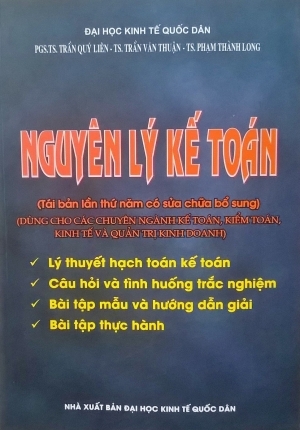 ĐẠI HỌC KINH TẾ QUỐC DÂN
PGS.TS. TRẦN QUÝ LIÊN - TS. TRẦN VĂN THUẬN - TS. PHẠM THÀNH LONG
NGUYÊN LÝ KẾ TOÁN
(Tái bản lần thứ năm có sửa chữa bổ sung)
(DÙNG CHO CÁC CHUYÊN NGÀNH KẾ TOÁN, KIỂM TOÁN,
KINH TẾ VÀ QUẢN TRỊ KINH DOANH)
✓ Lý thuyết hạch toán kế toán
✓ Câu hỏi và tình huống trắc nghiệm
✓ Bài tập mẫu và hướng dẫn giải
✓ Bài tập thực hành
NHÀ XUẤT BẢN ĐẠI HỌC KINH TẾ QUỐC DÂN